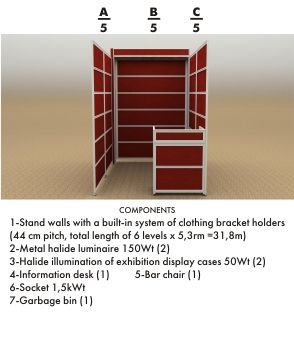 A B C
5 5 5
COMPONENTS
1-Stand walls with a built-in system of clothing bracket holders
(44 cm pitch, total length of 6 levels x 5,3rm =31,8m)
2-Metal halide luminaire 150Wt (2)
3-Halide illumination of exhibition display cases 50Wt (2)
4-Information desk (1) 5-Bar chair (1)
6-Socket 1,5kWt
7-Garbage bin (1)